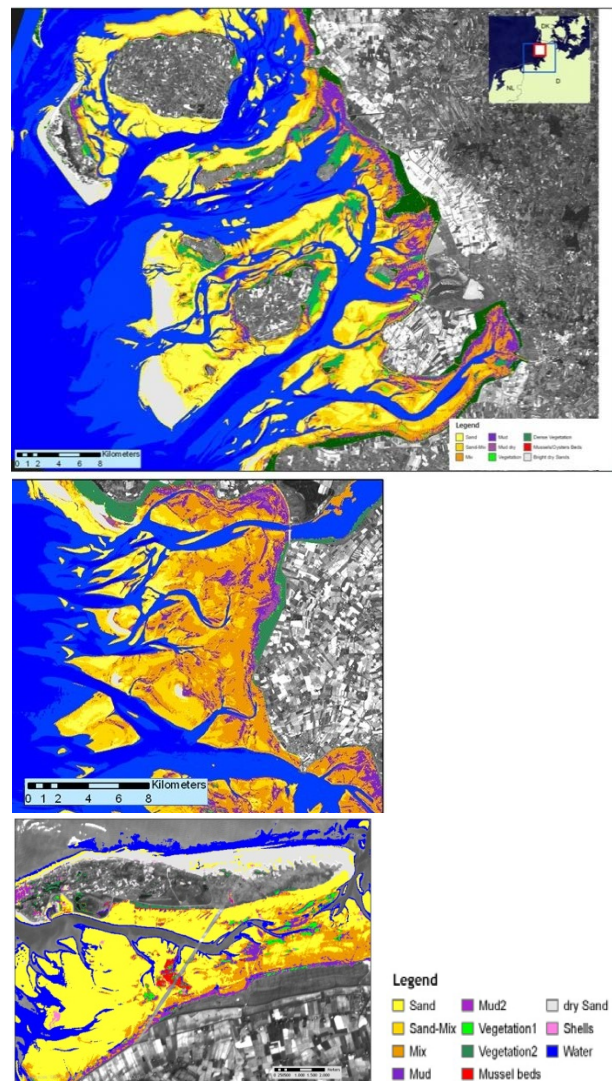 DK
NL
D
Kilometers
0 1 2 4 6 8
Legend
Sand
Sand-Mix
Mix
Mud
Mud dry
Vegetation
Dense Vegetation
Mussels/Oysters Beds
Bright dry Sands
Kilometers
0 1 2 4 6 8
Legend
Sand
Sand-Mix
Mix
Mud
Mud2
Vegetation1
Vegetation2
Mussel beds
dry Sand
Shells
Water